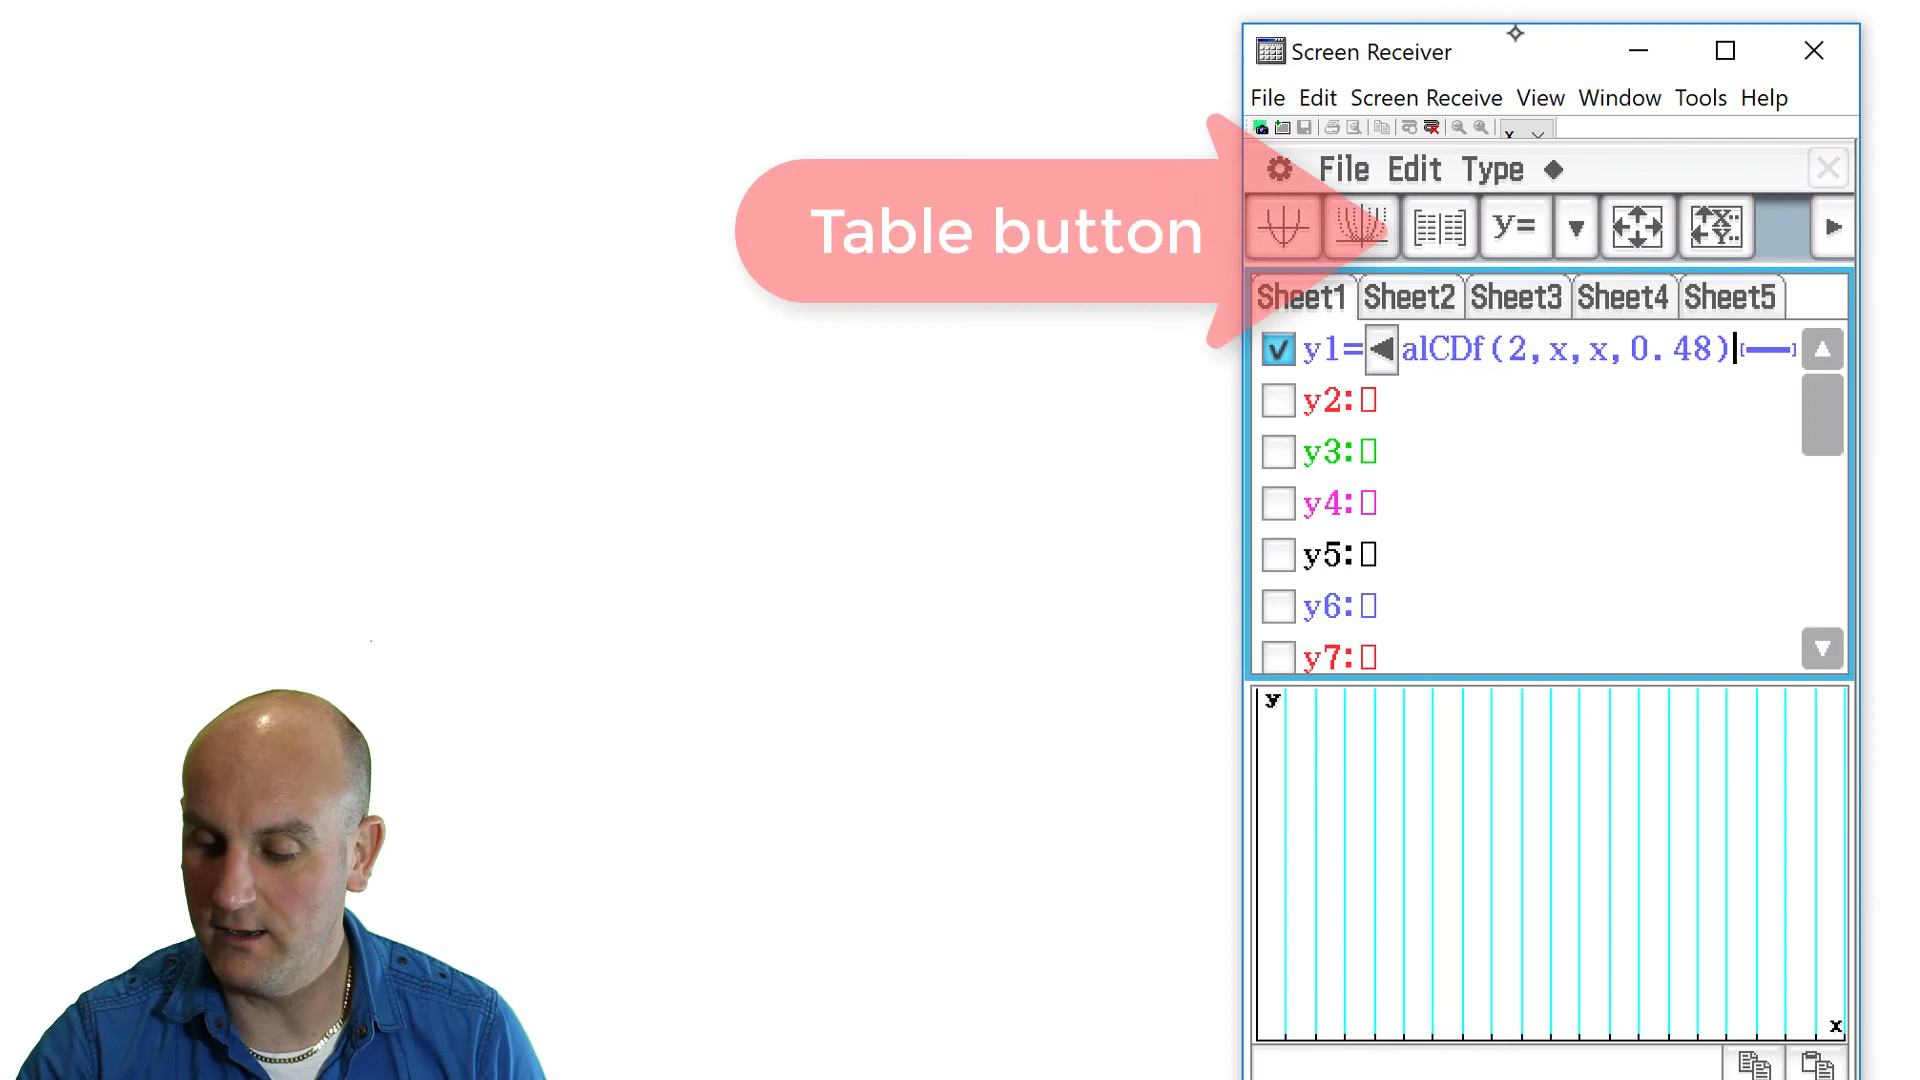 Screen Receiver
File Edit Screen Receive View Window Tools Help
x
File Edit Type
Table button
y=
X:
Y:
Sheet1 Sheet2 Sheet3 Sheet4 Sheet5
y1= alCDf(2,x,x,0.48)
y2:
y3:
y4:
y5:
y6:
y7:
y
x